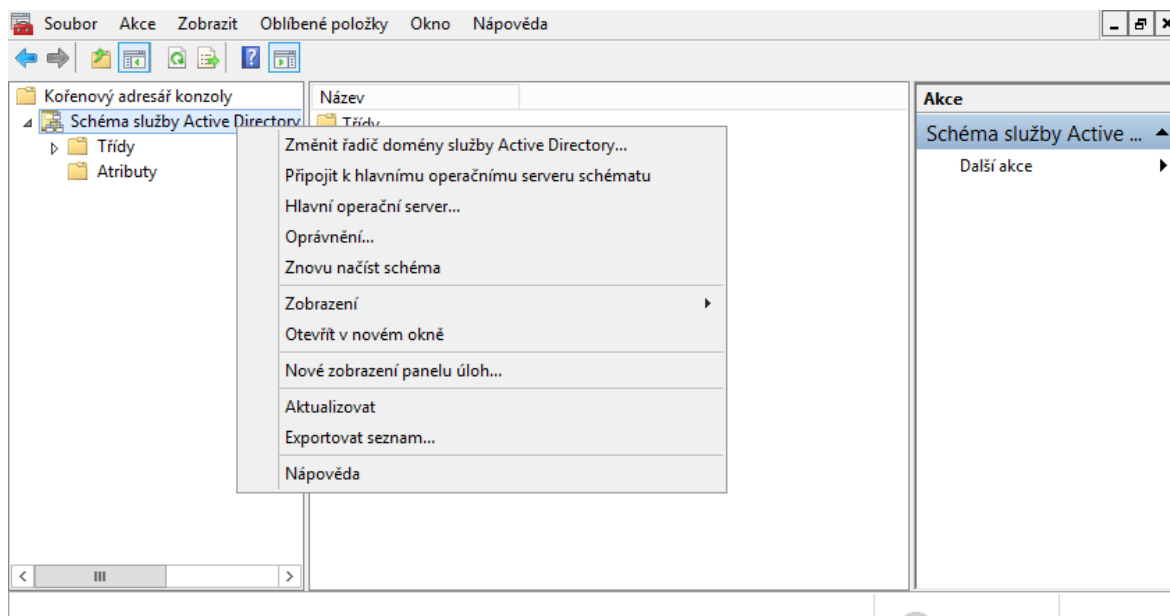 Soubor Akce Zobrazit Oblíbené položky Okno Nápověda
Kořenový adresář konzoly
Schéma služby Active Directory
Třídy
Atributy
Název
Třídy
Změnit řadič domény služby Active Directory...
Připojit k hlavnímu operačnímu serveru schématu
Hlavní operační server...
Oprávnění...
Znovu načíst schéma
Zobrazení
Otevřít v novém okně
Nové zobrazení panelu úloh...
Aktualizovat
Exportovat seznam...
Nápověda
Akce
Schéma služby Active ...
Další akce